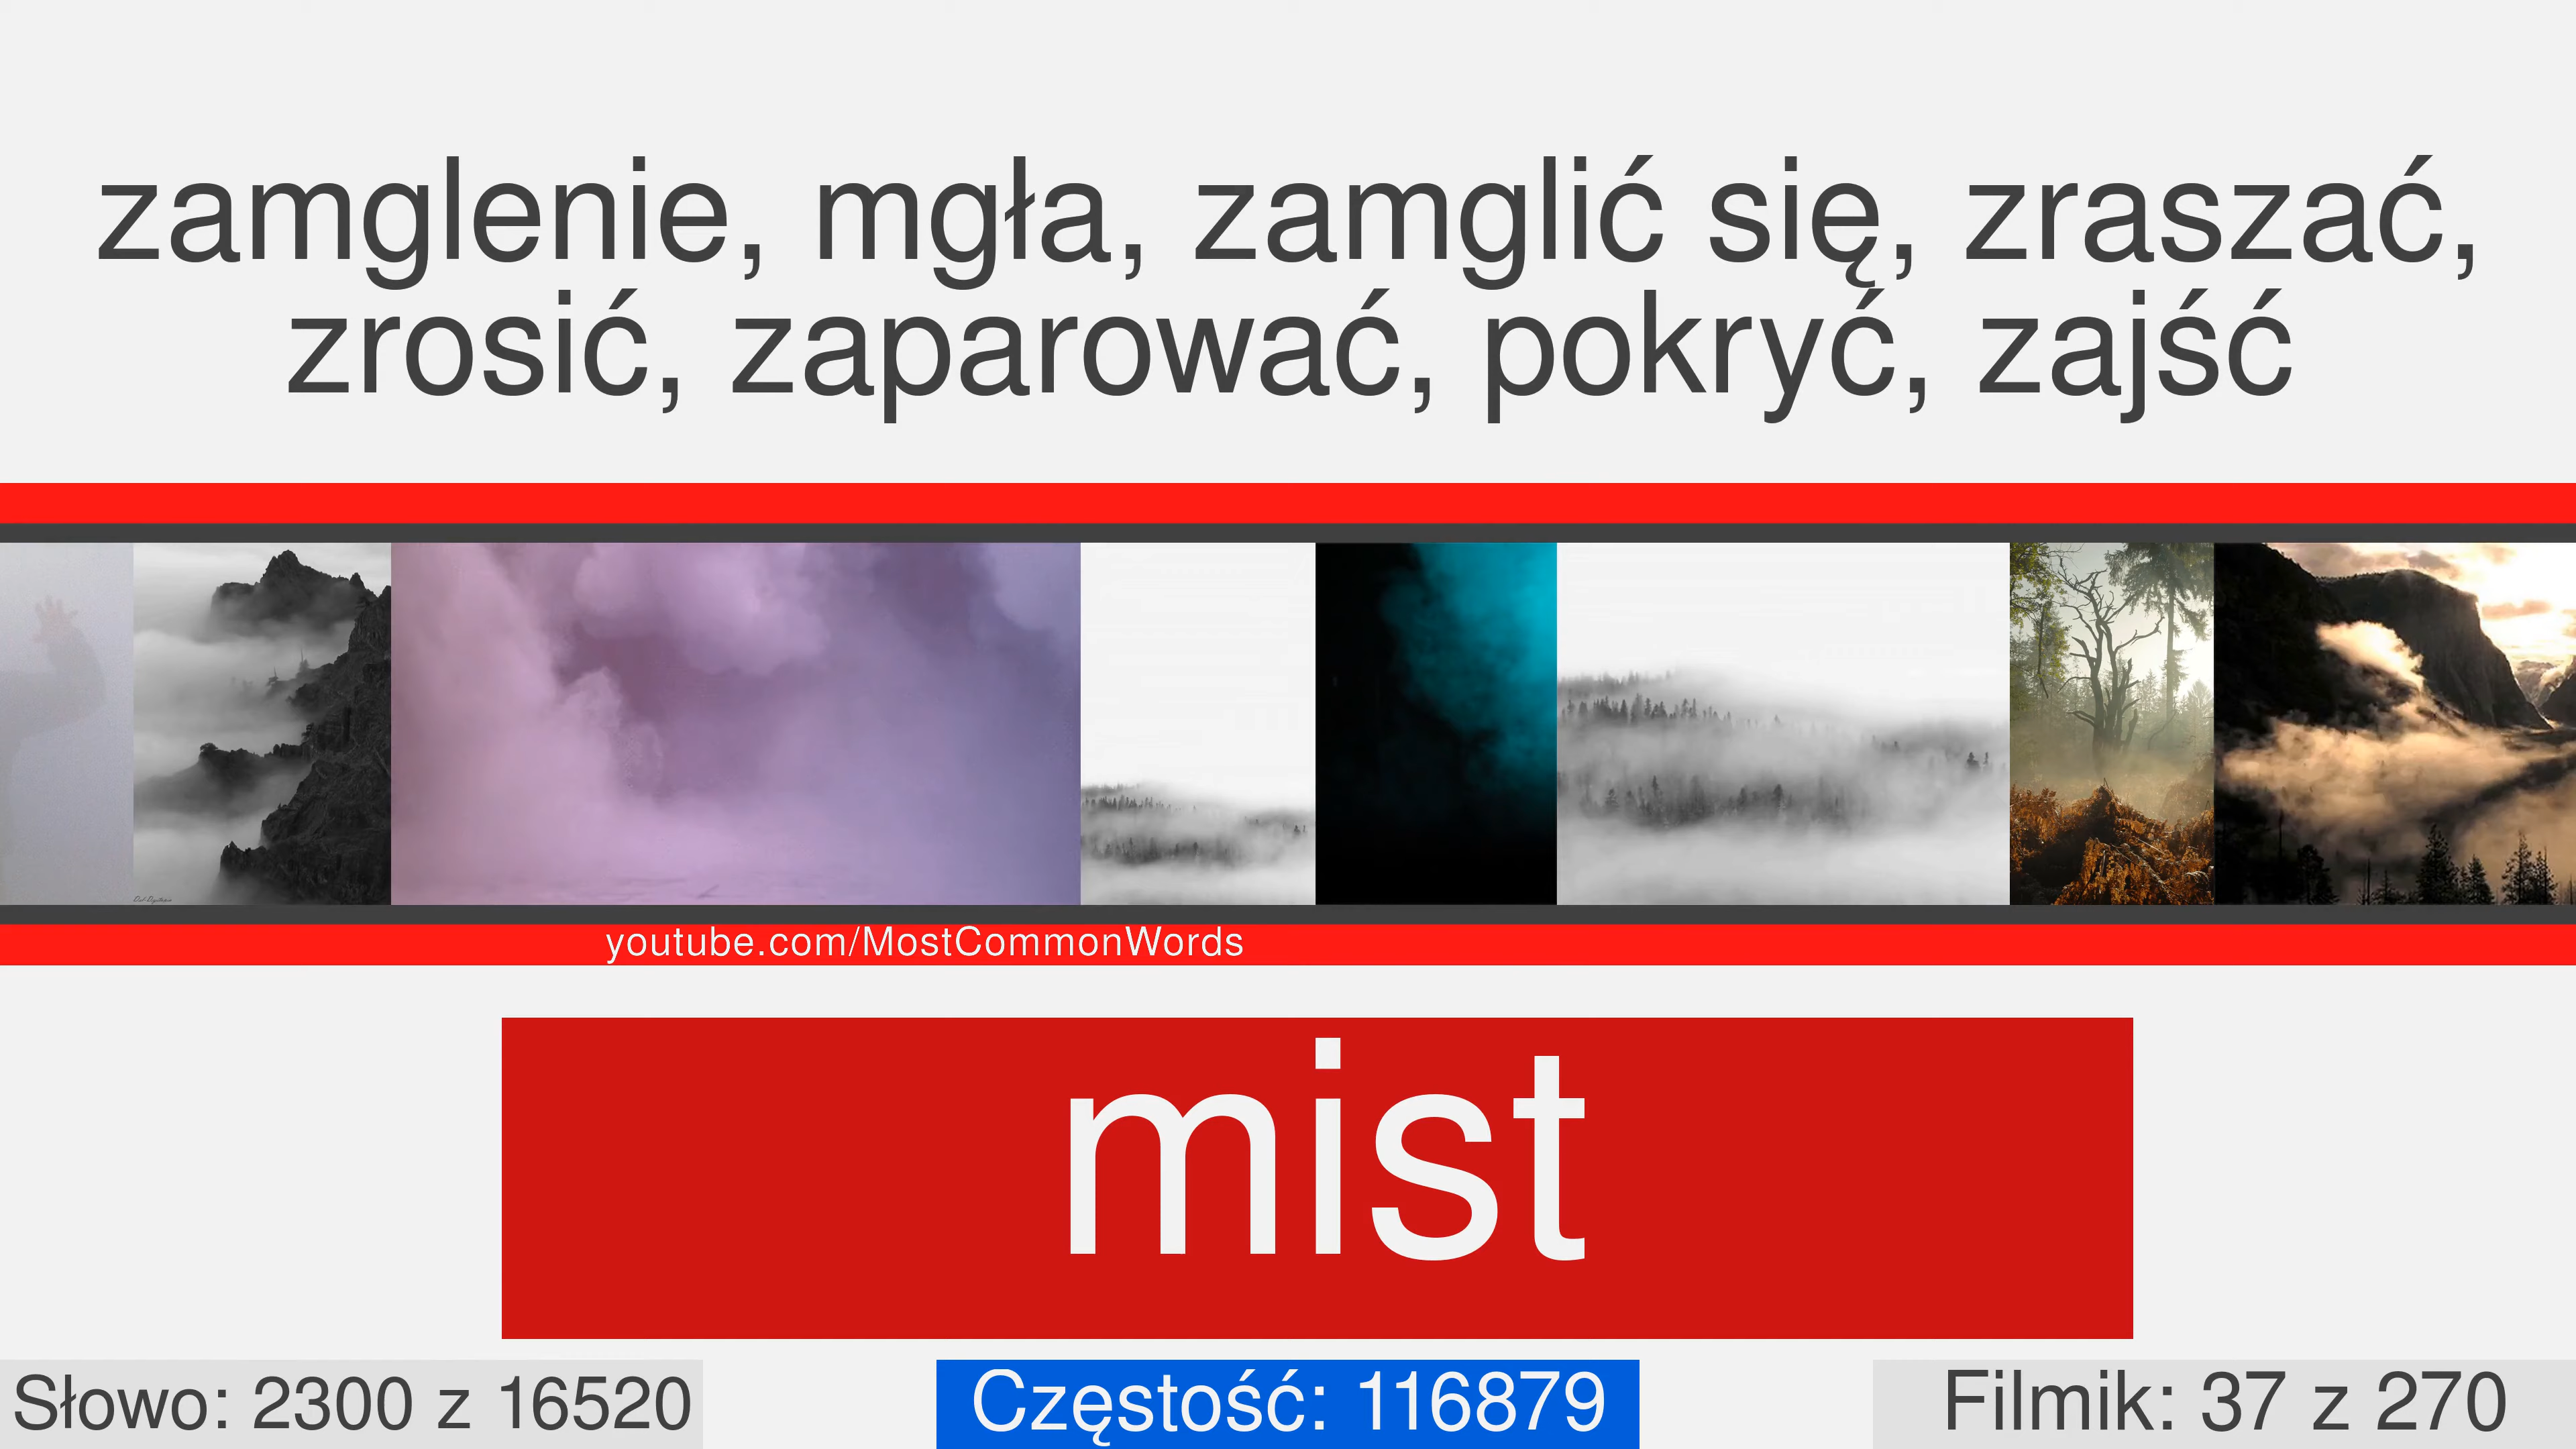 zamglenie, mgła, zamglić się, zraszać,
zrosić, zaparować, pokryć, zajść
youtube.com/MostCommonWords
mist
Słowo: 2300 z 16520
Częstość: 116879
Filmik: 37 z 270